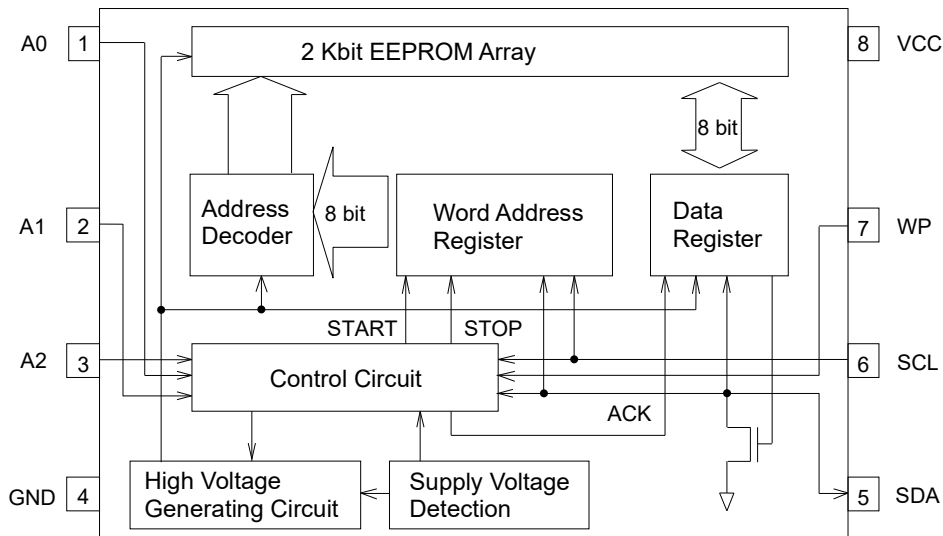 A0 1
2 Kbit EEPROM Array
8 VCC
8 bit
A1 2
Address
Decoder
8 bit
Word Address
Register
Data
Register
7 WP
START
STOP
A2 3
Control Circuit
6 SCL
ACK
GND 4
High Voltage
Generating Circuit
Supply Voltage
Detection
5 SDA